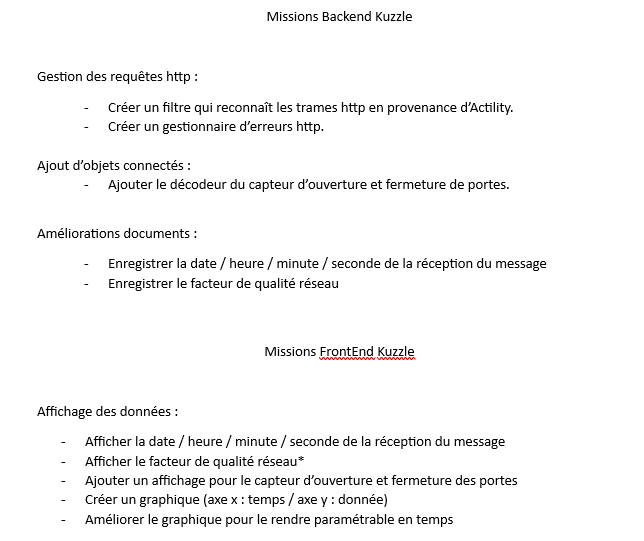 Missions Backend Kuzzle
Gestion des requêtes http :
- Créer un filtre qui reconnaît les trames http en provenance d’Actility.
- Créer un gestionnaire d’erreurs http.
Ajout d’objets connectés :
- Ajouter le décodeur du capteur d’ouverture et fermeture de portes.
Améliorations documents :
- Enregistrer la date / heure / minute / seconde de la réception du message
- Enregistrer le facteur de qualité réseau
Missions FrontEnd Kuzzle
Affichage des données :
- Afficher la date / heure / minute / seconde de la réception du message
- Afficher le facteur de qualité réseau*
- Ajouter un affichage pour le capteur d’ouverture et fermeture des portes
- Créer un graphique (axe x : temps / axe y : donnée)
- Améliorer le graphique pour le rendre paramétrable en temps